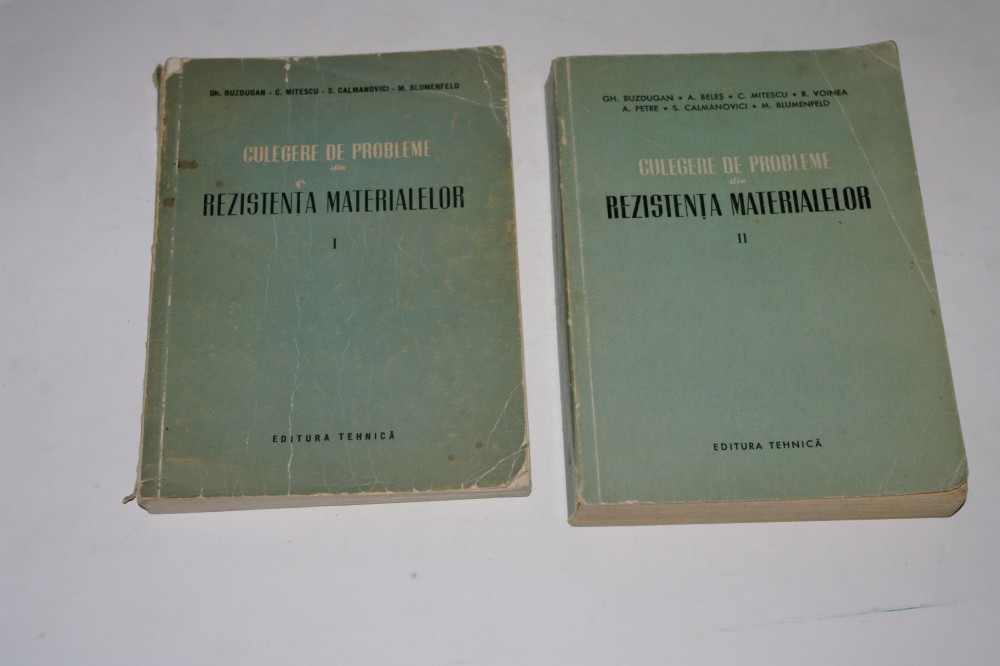 Gh. BUZDUGAN - C. MITESCU - S. CALMANOVICI - M. BLUMENFELD
CULEGERE DE PROBLEME
din
REZISTENȚA MATERIALELOR
I
EDITURA TEHNICĂ
GH. BUZDUGAN • A. BELEȘ • C. MITESCU • R. VOINEA
A. PETRE • S. CALMANOVICI • M. BLUMENFELD
CULEGERE DE PROBLEME
din
REZISTENȚA MATERIALELOR
II
EDITURA TEHNICĂ